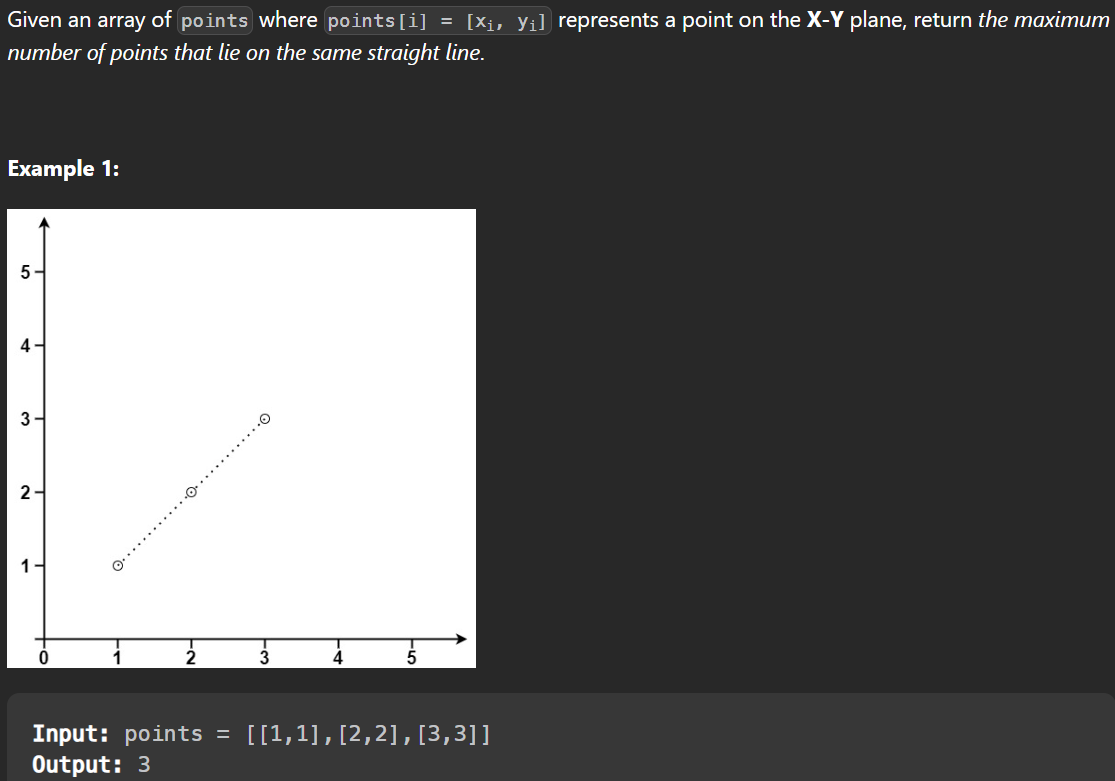 Given an array of points where points[i] = [xi, yi] represents a point on the X-Y plane, return the maximum
number of points that lie on the same straight line.
Example 1:
5
4
3
2
1
0 1 2 3 4 5
Input: points = [[1,1],[2,2],[3,3]]
Output: 3